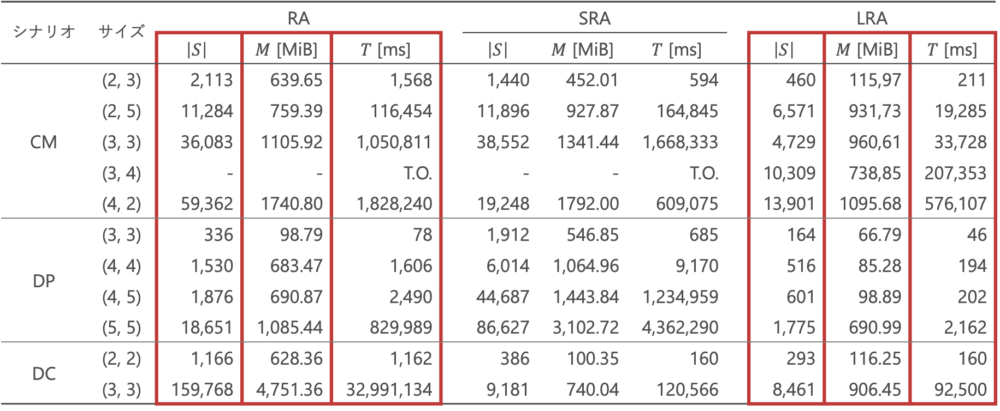 RA SRA LRA
シナリオ サイズ
|S| M [MiB] T [ms] |S| M [MiB] T [ms] |S| M [MiB] T [ms]
(2, 3) 2,113 639.65 1,568 1,440 452.01 594 460 115,97 211
(2, 5) 11,284 759.39 116,454 11,896 927.87 164,845 6,571 931,73 19,285
CM (3, 3) 36,083 1105.92 1,050,811 38,552 1341.44 1,668,333 4,729 960,61 33,728
(3, 4) - - T.O. - - T.O. 10,309 738,85 207,353
(4, 2) 59,362 1740.80 1,828,240 19,248 1792.00 609,075 13,901 1095.68 576,107
(3, 3) 336 98.79 78 1,912 546.85 685 164 66.79 46
(4, 4) 1,530 683.47 1,606 6,014 1,064.96 9,170 516 85.28 194
DP
(4, 5) 1,876 690.87 2,490 44,687 1,443.84 1,234,959 601 98.89 202
(5, 5) 18,651 1,085.44 829,989 86,627 3,102.72 4,362,290 1,775 690.99 2,162
(2, 2) 1,166 628.36 1,162 386 100.35 160 293 116.25 160
DC
(3, 3) 159,768 4,751.36 32,991,134 9,181 740.04 120,566 8,461 906.45 92,500